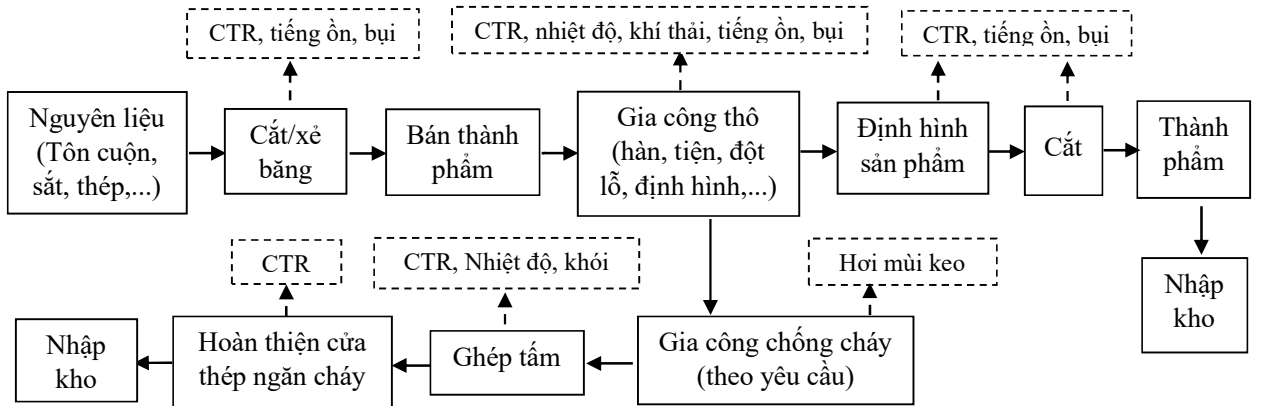 CTR, tiếng ồn, bụi
CTR, nhiệt độ, khí thải, tiếng ồn, bụi
CTR, tiếng ồn, bụi
Nguyên liệu
(Tôn cuộn,
sắt, thép,...)
Cắt/xẻ
băng
Bán thành
phẩm
Gia công thô
(hàn, tiện, đột
lỗ, định hình,...)
Định hình
sản phẩm
Cắt
Thành
phẩm
CTR
CTR, Nhiệt độ, khói
Hơi mùi keo
Nhập
kho
Nhập
kho
Hoàn thiện cửa
thép ngăn cháy
Ghép tấm
Gia công chống cháy
(theo yêu cầu)